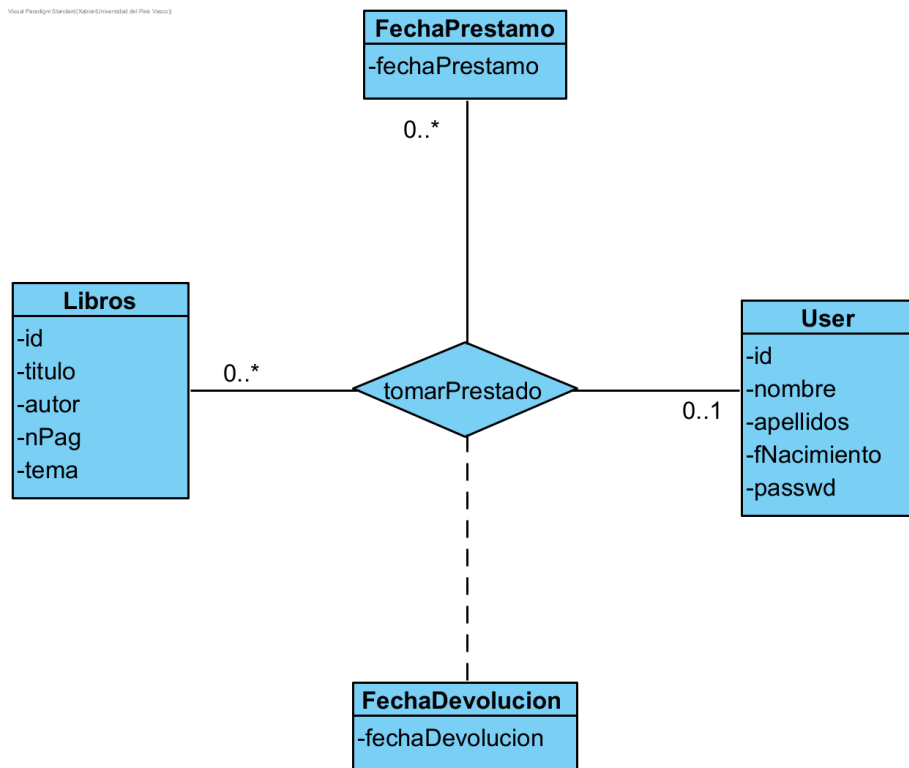 Visual Paradigm Standard(Xabier(Universidad del País Vasco))
FechaPrestamo
-fechaPrestamo
0..*
Libros
-id
-titulo
-autor
-nPag
-tema
0..*
tomarPrestado
0..1
User
-id
-nombre
-apellidos
-fNacimiento
-passwd
FechaDevolucion
-fechaDevolucion